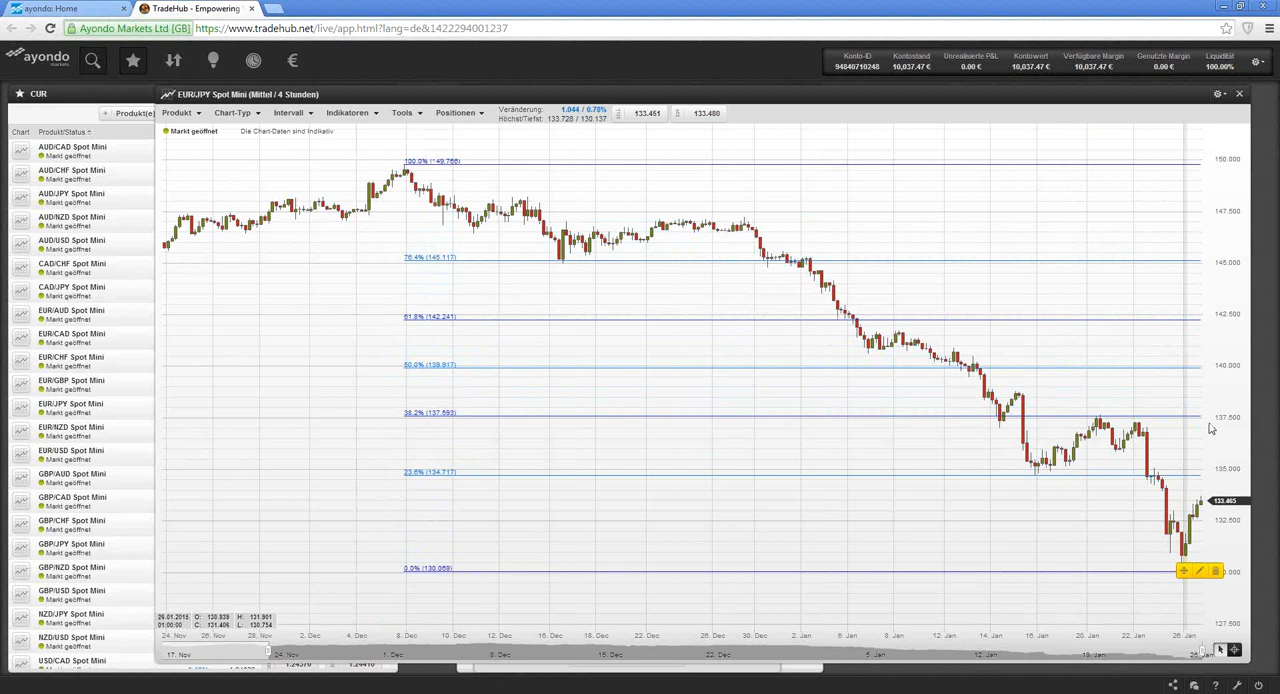 ayondo: Home
TradeHub - Empowering
Ayondo Markets Ltd [GB]
https://www.tradehub.net/live/app.html?lang=de&1422294001237
ayondo
markets
Konto-ID
94840710248
Kontostand
10,037.47 €
Unrealisierte P&L
0.00 €
Kontowert
10,037.47 €
Verfügbare Margin
10,037.47 €
Genutzte Margin
0.00 €
Liquidität
100.00%
CUR
EUR/JPY Spot Mini (Mittel / 4 Stunden)
+ Produkt(e)
Produkt
Chart-Typ
Intervall
Indikatoren
Tools
Positionen
Veränderung: 1.044 / 0.78%
Höchst/Tiefst: 133.728 / 130.137
133.451
133.480
Chart
Produkt/Status
Markt geöffnet
Die Chart-Daten sind Indikativ
AUD/CAD Spot Mini
Markt geöffnet
AUD/CHF Spot Mini
Markt geöffnet
AUD/JPY Spot Mini
Markt geöffnet
AUD/NZD Spot Mini
Markt geöffnet
AUD/USD Spot Mini
Markt geöffnet
CAD/CHF Spot Mini
Markt geöffnet
CAD/JPY Spot Mini
Markt geöffnet
EUR/AUD Spot Mini
Markt geöffnet
EUR/CAD Spot Mini
Markt geöffnet
EUR/CHF Spot Mini
Markt geöffnet
EUR/GBP Spot Mini
Markt geöffnet
EUR/JPY Spot Mini
Markt geöffnet
EUR/NZD Spot Mini
Markt geöffnet
EUR/USD Spot Mini
Markt geöffnet
GBP/AUD Spot Mini
Markt geöffnet
GBP/CAD Spot Mini
Markt geöffnet
GBP/CHF Spot Mini
Markt geöffnet
GBP/JPY Spot Mini
Markt geöffnet
GBP/NZD Spot Mini
Markt geöffnet
GBP/USD Spot Mini
Markt geöffnet
NZD/JPY Spot Mini
Markt geöffnet
NZD/USD Spot Mini
Markt geöffnet
USD/CAD Spot Mini
100.0% (149.766)
76.4% (145.117)
61.8% (142.241)
50.0% (139.917)
38.2% (137.593)
23.6% (134.717)
0.0% (130.069)
150.000
147.500
145.000
142.500
140.000
137.500
135.000
133.465
132.500
127.500
26.01.2015 O: 130.839 H: 131.901
01:00:00 C: 131.406 L: 130.754
24. Nov 26. Nov 28. Nov 2. Dec 4. Dec 8. Dec 10. Dec 12. Dec 16. Dec 18. Dec 22. Dec 24. Dec 26. Dec 30. Dec 2. Jan 6. Jan 8. Jan 12. Jan 14. Jan 16. Jan 20. Jan 22. Jan 26. Jan
17. Nov 24. Nov 1. Dec 8. Dec 15. Dec 22. Dec 5. Jan 12. Jan 19. Jan